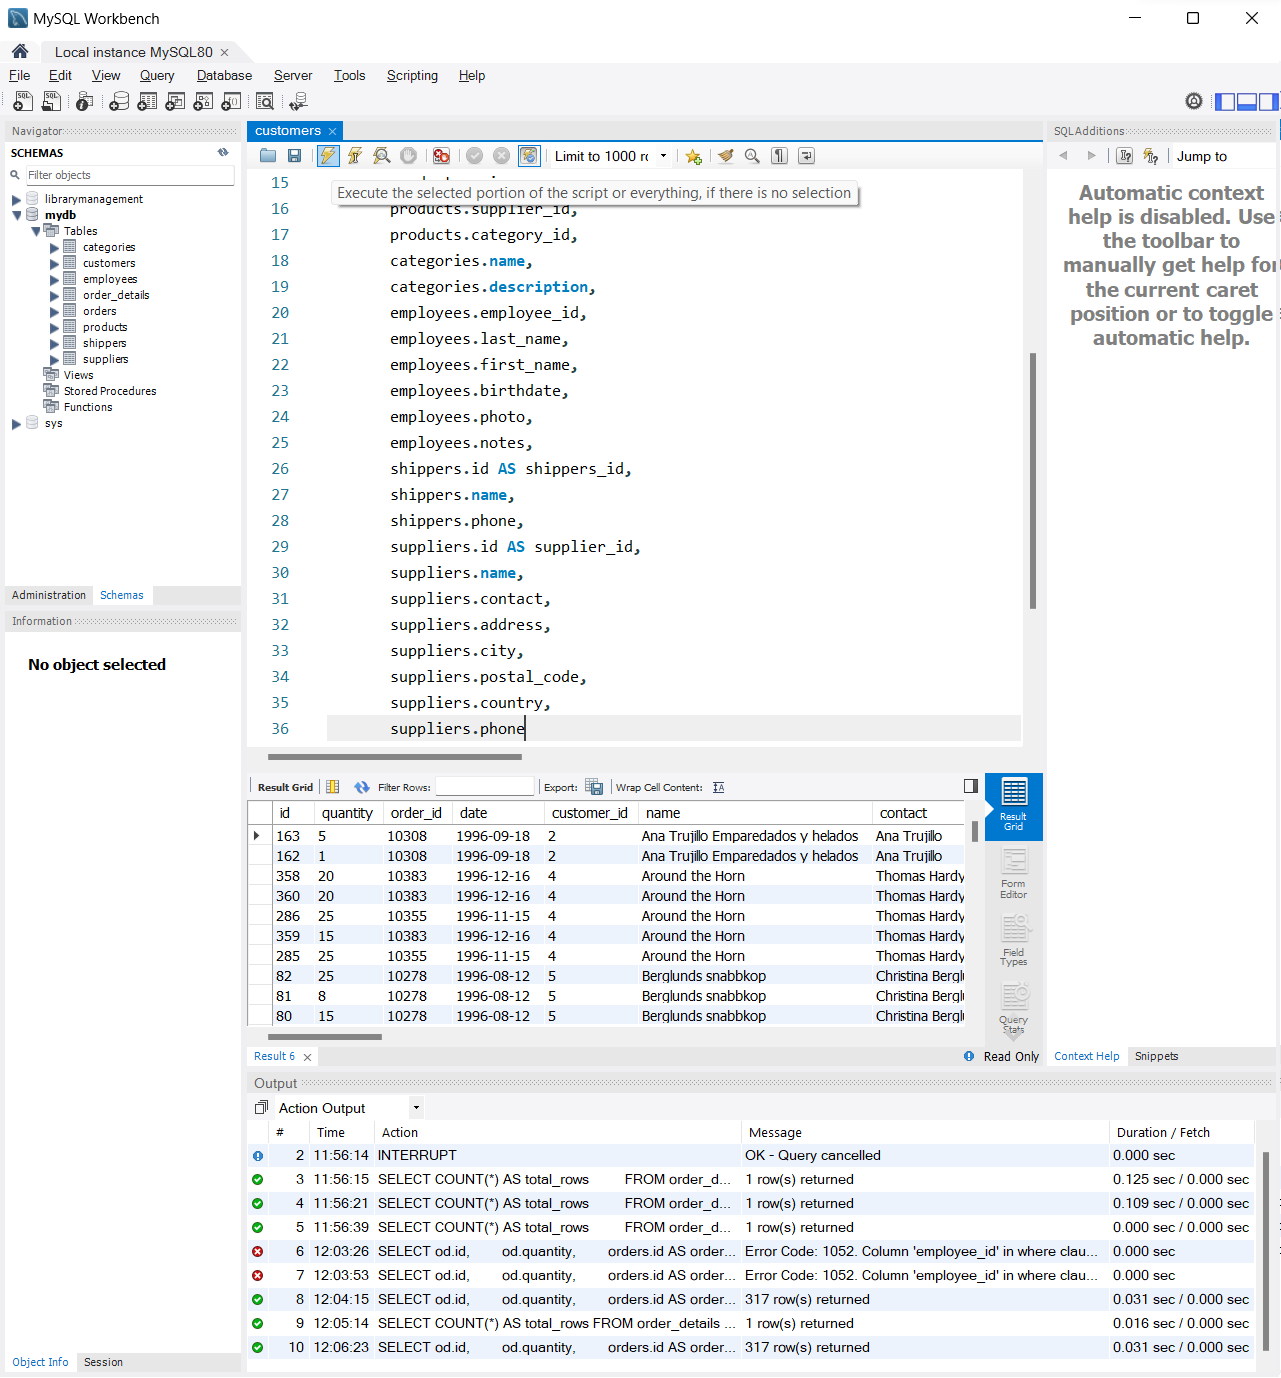 MySQL Workbench
Local instance MySQL80
File Edit View Query Database Server Tools Scripting Help
Navigator
SCHEMAS
Filter objects
librarymanagement
mydb
Tables
categories
customers
employees
order_details
orders
products
shippers
suppliers
Views
Stored Procedures
Functions
sys
Administration Schemas
Information
No object selected
Object Info Session
customers
Limit to 1000 rc
Execute the selected portion of the script or everything, if there is no selection
15
16 products.supplier_id,
17 products.category_id,
18 categories.name,
19 categories.description,
20 employees.employee_id,
21 employees.last_name,
22 employees.first_name,
23 employees.birthdate,
24 employees.photo,
25 employees.notes,
26 shippers.id AS shippers_id,
27 shippers.name,
28 shippers.phone,
29 suppliers.id AS supplier_id,
30 suppliers.name,
31 suppliers.contact,
32 suppliers.address,
33 suppliers.city,
34 suppliers.postal_code,
35 suppliers.country,
36 suppliers.phone
Result Grid Filter Rows: Export: Wrap Cell Content:
id quantity order_id date customer_id name contact
163 5 10308 1996-09-18 2 Ana Trujillo Emparedados y helados Ana Trujillo
162 1 10308 1996-09-18 2 Ana Trujillo Emparedados y helados Ana Trujillo
358 20 10383 1996-12-16 4 Around the Horn Thomas Hardy
360 20 10383 1996-12-16 4 Around the Horn Thomas Hardy
286 25 10355 1996-11-15 4 Around the Horn Thomas Hardy
359 15 10383 1996-12-16 4 Around the Horn Thomas Hardy
285 25 10355 1996-11-15 4 Around the Horn Thomas Hardy
82 25 10278 1996-08-12 5 Berglunds snabbkop Christina Bergl
81 8 10278 1996-08-12 5 Berglunds snabbkop Christina Bergl
80 15 10278 1996-08-12 5 Berglunds snabbkop Christina Bergl
Result
Grid
Form
Editor
Field
Types
Query
Stats
Result 6
Read Only
SQLAdditions
Jump to
Automatic context
help is disabled. Use
the toolbar to
manually get help for
the current caret
position or to toggle
automatic help.
Context Help Snippets
Output
Action Output
# Time Action Message Duration / Fetch
2 11:56:14 INTERRUPT OK - Query cancelled 0.000 sec
3 11:56:15 SELECT COUNT(*) AS total_rows FROM order_d... 1 row(s) returned 0.125 sec / 0.000 sec
4 11:56:21 SELECT COUNT(*) AS total_rows FROM order_d... 1 row(s) returned 0.109 sec / 0.000 sec
5 11:56:39 SELECT COUNT(*) AS total_rows FROM order_d... 1 row(s) returned 0.000 sec / 0.000 sec
6 12:03:26 SELECT od.id, od.quantity, orders.id AS order... Error Code: 1052. Column 'employee_id' in where clau... 0.000 sec
7 12:03:53 SELECT od.id, od.quantity, orders.id AS order... Error Code: 1052. Column 'employee_id' in where clau... 0.000 sec
8 12:04:15 SELECT od.id, od.quantity, orders.id AS order... 317 row(s) returned 0.031 sec / 0.000 sec
9 12:05:14 SELECT COUNT(*) AS total_rows FROM order_details ... 1 row(s) returned 0.016 sec / 0.000 sec
10 12:06:23 SELECT od.id, od.quantity, orders.id AS order... 317 row(s) returned 0.031 sec / 0.000 sec